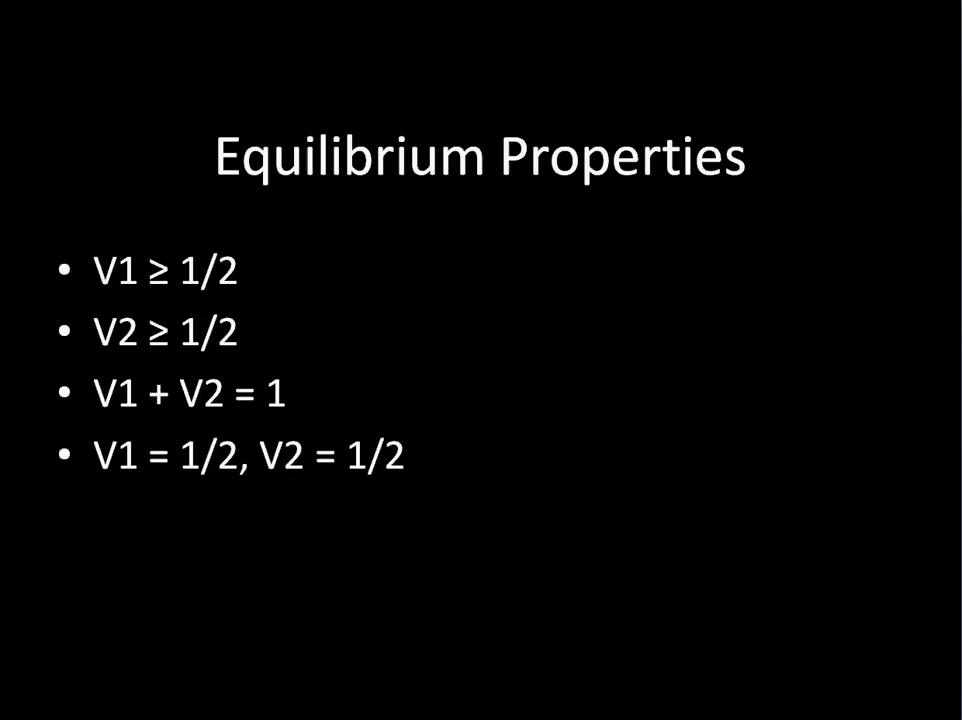 Equilibrium Properties
• V1 ≥ 1/2
• V2 ≥ 1/2
• V1 + V2 = 1
• V1 = 1/2, V2 = 1/2